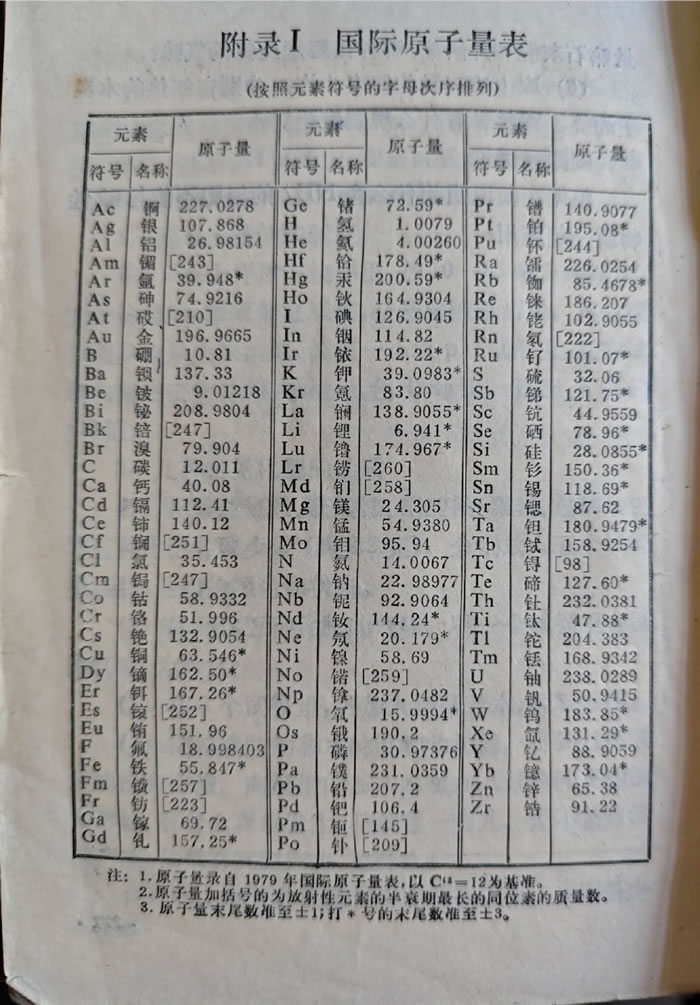 附录I 国际原子量表
(按照元素符号的字母次序排列)
元素 原子量 元素 原子量 元素 原子量
符号 名称 符号 名称 符号 名称
Ac 锕 227.0278 Ge 锗 72.59* Pr 镨 140.9077
Ag 银 107.868 H 氢 1.0079 Pt 铂 195.08*
Al 铝 26.98154 He 氦 4.00260 Pu 钚 [244]
Am 镅 [243] Hf 铪 178.49* Ra 镭 226.0254
Ar 氩 39.948* Hg 汞 200.59* Rb 铷 85.4678*
As 砷 74.9216 Ho 钬 164.9304 Re 铼 186.207
At 砹 [210] I 碘 126.9045 Rh 铑 102.9055
Au 金 196.9665 In 铟 114.82 Rn 氡 [222]
B 硼 10.81 Ir 铱 192.22* Ru 钌 101.07*
Ba 钡 137.33 K 钾 39.0983* S 硫 32.06
Be 铍 9.01218 Kr 氪 83.80 Sb 锑 121.75*
Bi 铋 208.9804 La 镧 138.9055* Sc 钪 44.9559
Bk 锫 [247] Li 锂 6.941* Se 硒 78.96*
Br 溴 79.904 Lu 镥 174.967* Si 硅 28.0855*
C 碳 12.011 Lr 铹 [260] Sm 钐 150.36*
Ca 钙 40.08 Md 钔 [258] Sn 锡 118.69*
Cd 镉 112.41 Mg 镁 24.305 Sr 锶 87.62
Ce 铈 140.12 Mn 锰 54.9380 Ta 钽 180.9479*
Cf 锎 [251] Mo 钼 95.94 Tb 铽 158.9254
Cl 氯 35.453 N 氮 14.0067 Tc 锝 [98]
Cm 锔 [247] Na 钠 22.98977 Te 碲 127.60*
Co 钴 58.9332 Nb 铌 92.9064 Th 钍 232.0381
Cr 铬 51.996 Nd 钕 144.24* Ti 钛 47.88*
Cs 铯 132.9054 Ne 氖 20.179* Tl 铊 204.383
Cu 铜 63.546* Ni 镍 58.69 Tm 铥 168.9342
Dy 镝 162.50* No 锘 [259] U 铀 238.0289
Er 铒 167.26* Np 镎 237.0482 V 钒 50.9415
Es 锿 [252] O 氧 15.9994* W 钨 183.85*
Eu 铕 151.96 Os 锇 190.2 Xe 氙 131.29*
F 氟 18.998403 P 磷 30.97376 Y 钇 88.9059
Fe 铁 55.847* Pa 镤 231.0359 Yb 镱 173.04*
Fm 镄 [257] Pb 铅 207.2 Zn 锌 65.38
Fr 钫 [223] Pd 钯 106.4 Zr 锆 91.22
Ga 镓 69.72 Pm 钷 [145]
Gd 钆 157.25* Po 钋 [209]
注：1.原子量录自1979年国际原子量表，以C¹²＝12为基准。
2.原子量加括号的为放射性元素的半衰期最长的同位素的质量数。
3.原子量末尾数准至±1；打*号的末尾数准至±3。